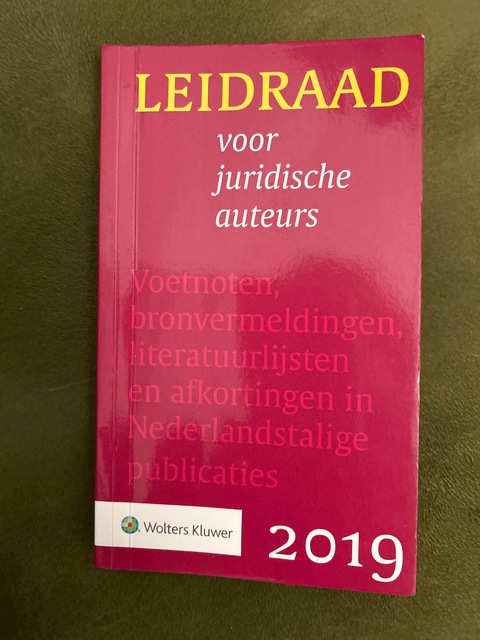 LEIDRAAD
voor
juridische
auteurs
Voetnoten,
bronvermeldingen,
literatuurlijsten
en afkortingen in
Nederlandstalige
publicaties
Wolters Kluwer
2019